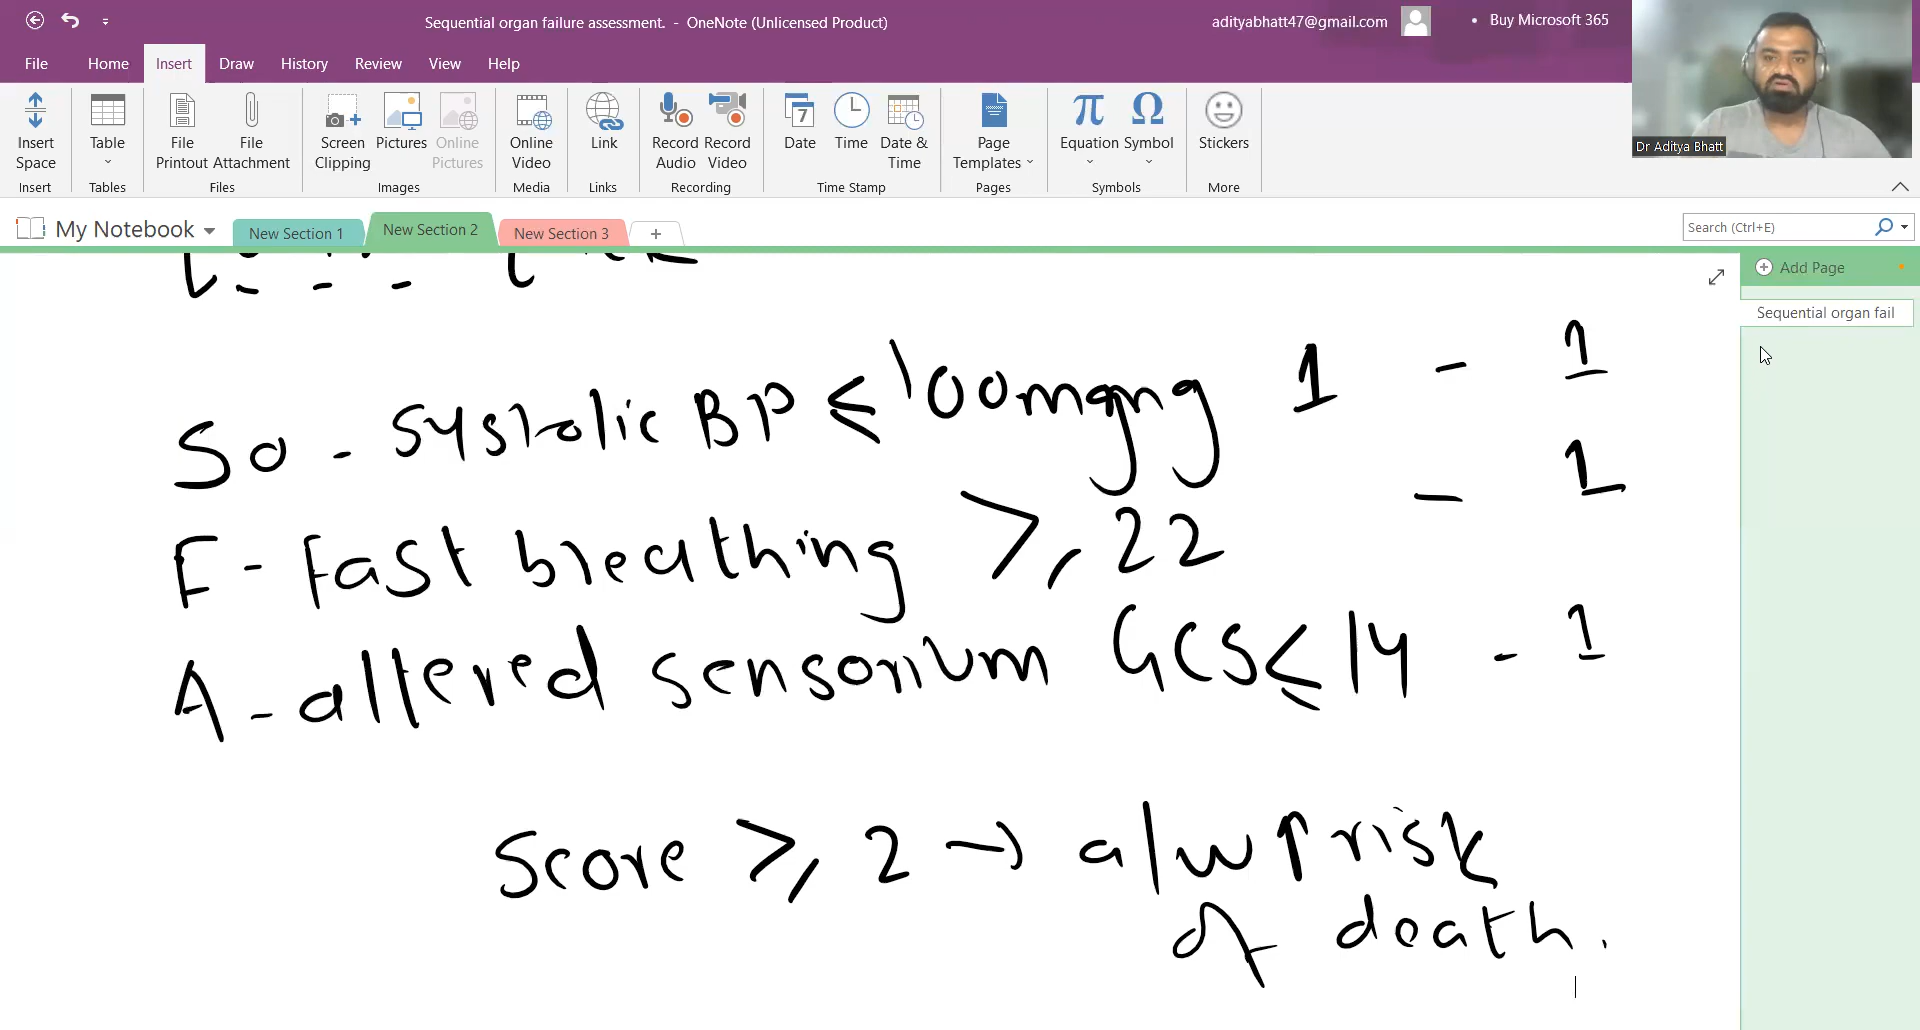 Sequential organ failure assessment. - OneNote (Unlicensed Product)
adityabhatt47@gmail.com
• Buy Microsoft 365
File Home Insert Draw History Review View Help
Insert Space
Table
File Printout
File Attachment
Screen Clipping
Pictures
Online Pictures
Online Video
Link
Record Audio
Record Video
Date
Time
Date & Time
Page Templates
Equation
Symbol
Stickers
Insert Tables Files Images Media Links Recording Time Stamp Pages Symbols More
Dr Aditya Bhatt
My Notebook
New Section 1
New Section 2
New Section 3
+
Search (Ctrl+E)
Add Page
Sequential organ fail
So - Systolic BP ≤ 100 1 - 1
F - Fast breathing ≥ 22 - 1
A - altered sensorium GCS ≤ 14 - 1
Score ≥ 2 → a/w ↑ risk
of death.